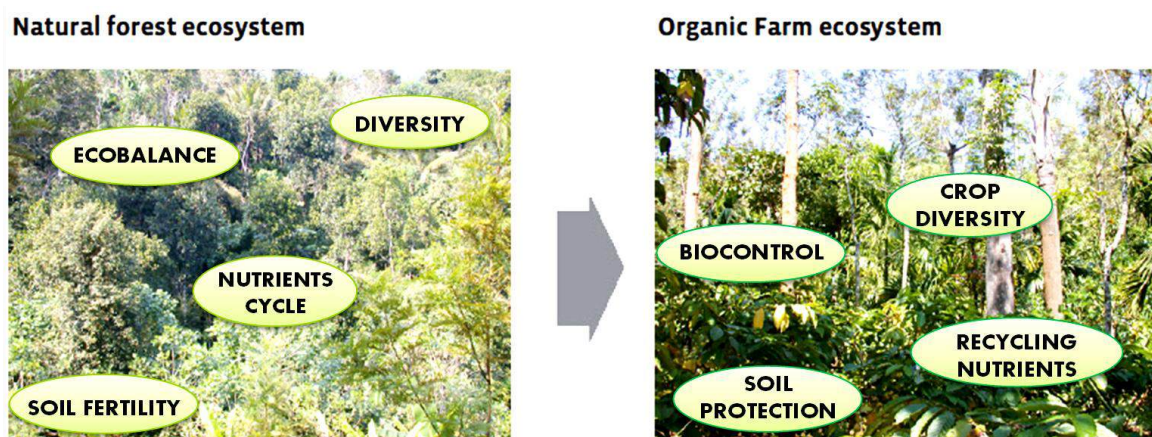 Natural forest ecosystem
Organic Farm ecosystem
DIVERSITY
ECOBALANCE
NUTRIENTS
CYCLE
SOIL FERTILITY
CROP
DIVERSITY
BIOCONTROL
RECYCLING
NUTRIENTS
SOIL
PROTECTION